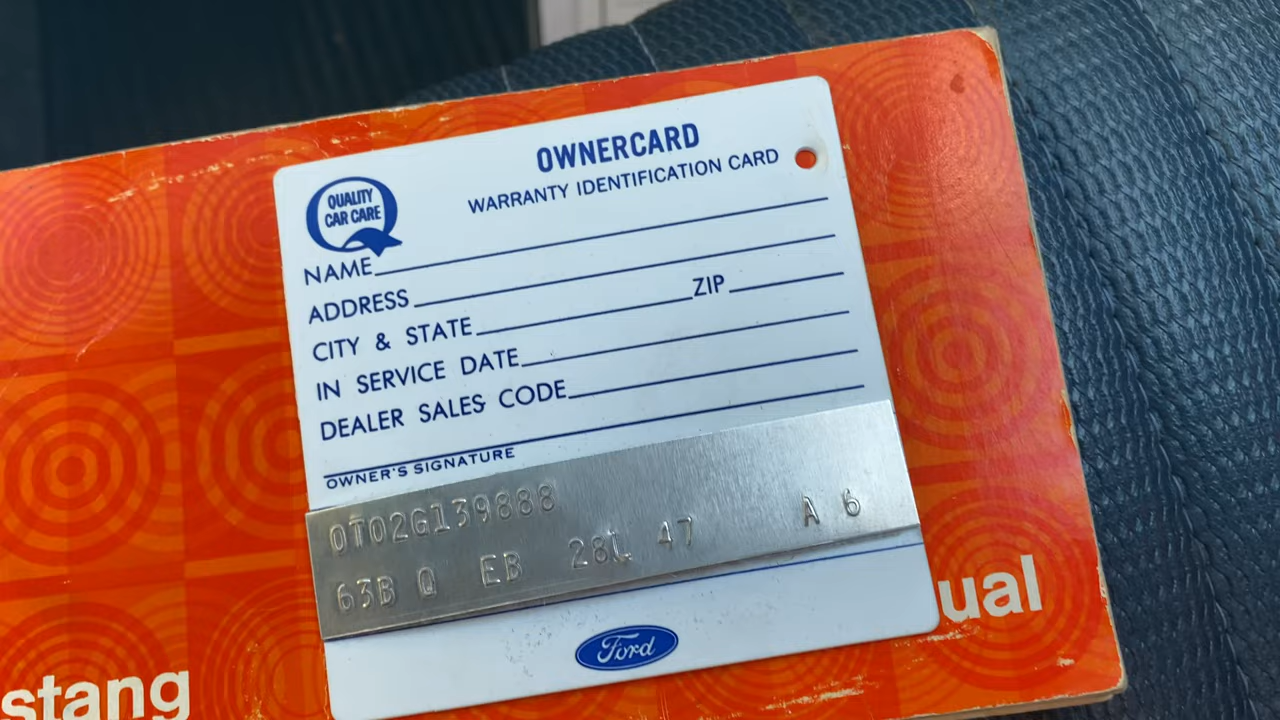 OWNERCARD
WARRANTY IDENTIFICATION CARD
QUALITY
CAR CARE
NAME
ADDRESS
CITY & STATE ZIP
IN SERVICE DATE
DEALER SALES CODE
OWNER'S SIGNATURE
0T02G139888
63B Q EB 28L 47 A 6
Ford
stang
ual